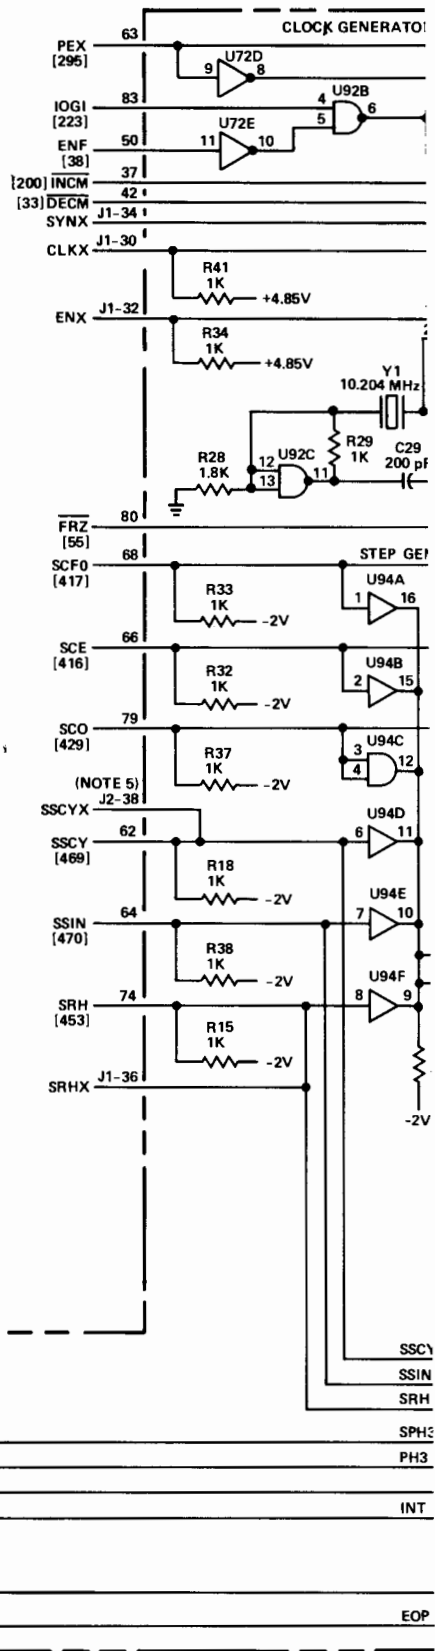 CLOCK GENERATO
63
PEX
[295]
U72D
9 8
U92B
83
IOGI
[223]
4
5
6
U72E
50
ENF
[38]
11 10
37
[200] INCM
42
[33] DECM
J1-34
SYNX
J1-30
CLKX
R41
1K
+4.85V
J1-32
ENX
R34
1K
+4.85V
Y1
10.204 MHz
R29
1K
C29
200 pF
R28
1.8K
U92C
12
13
11
80
FRZ
[55]
STEP GEN
68
SCF0
[417]
U94A
1 16
R33
1K
-2V
66
SCE
[416]
U94B
2 15
R32
1K
-2V
79
SCO
[429]
U94C
3
4
12
R37
1K
-2V
(NOTE 5)
J2-38
SSCYX
62
SSCY
[469]
U94D
6 11
R18
1K
-2V
64
SSIN
[470]
U94E
7 10
R38
1K
-2V
74
SRH
[453]
U94F
8 9
R15
1K
-2V
J1-36
SRHX
-2V
SSCY
SSIN
SRH
SPH3
PH3
INT
EOP